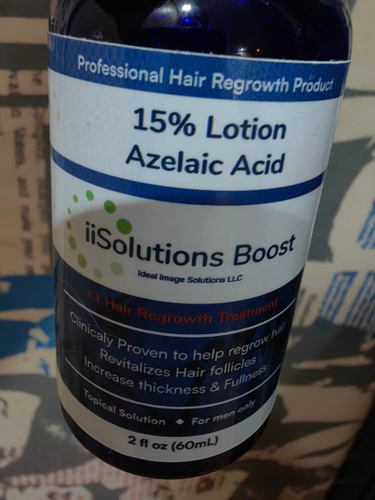 Professional Hair Regrowth Product
15% Lotion
Azelaic Acid
iiSolutions Boost
Ideal Image Solutions LLC
#1 Hair Regrowth Treatment
Clinicaly Proven to help regrow hair
Revitalizes Hair follicles
Increase thickness & Fullness
Topical Solution ◆ For men only
2 fl oz (60mL)